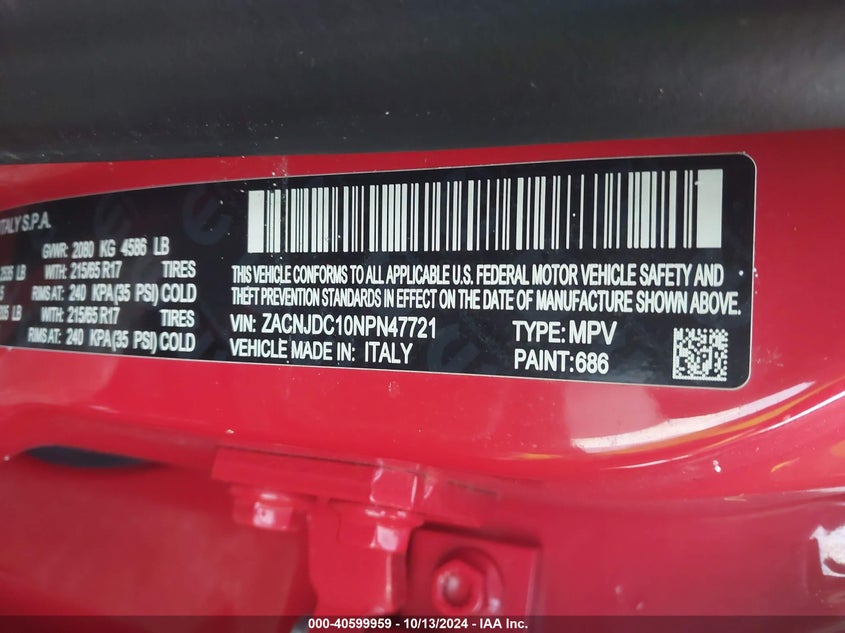 ITALY S.P.A.
GVWR: 2080 KG 4586 LB
LB WITH: 215/65 R17 TIRES
RIMS AT: 240 KPA(35 PSI) COLD
LB WITH: 215/65 R17 TIRES
RIMS AT: 240 KPA(35 PSI) COLD
THIS VEHICLE CONFORMS TO ALL APPLICABLE U.S. FEDERAL MOTOR VEHICLE SAFETY AND
THEFT PREVENTION STANDARDS IN EFFECT ON THE DATE OF MANUFACTURE SHOWN ABOVE.
VIN: ZACNJDC10NPN47721 TYPE: MPV
VEHICLE MADE IN: ITALY PAINT:686
000-40599959 - 10/13/2024 - IAA Inc.